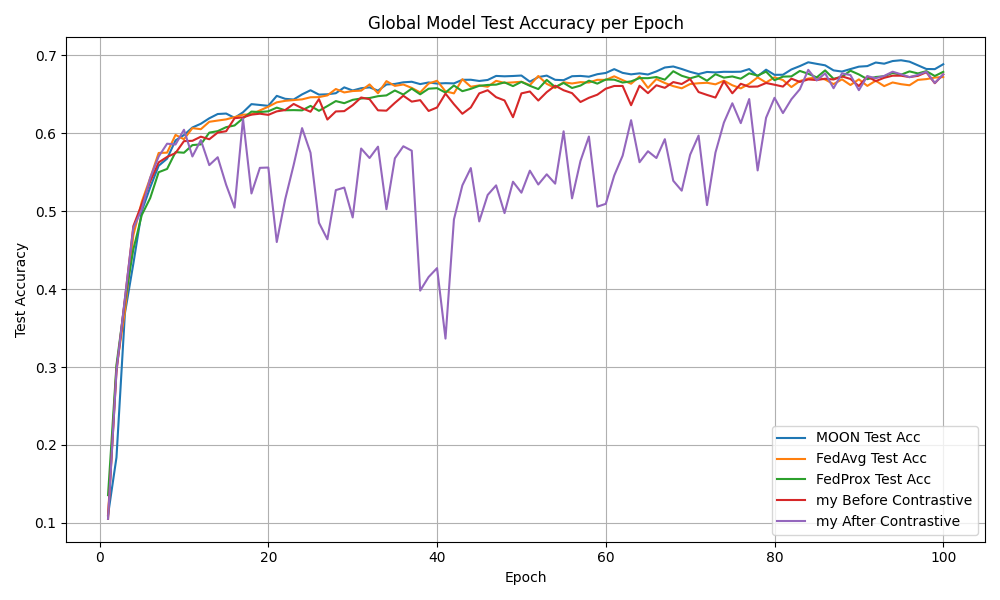 Global Model Test Accuracy per Epoch
Test Accuracy
0.7
0.6
0.5
0.4
0.3
0.2
0.1
MOON Test Acc
FedAvg Test Acc
FedProx Test Acc
my Before Contrastive
my After Contrastive
0 20 40 60 80 100
Epoch